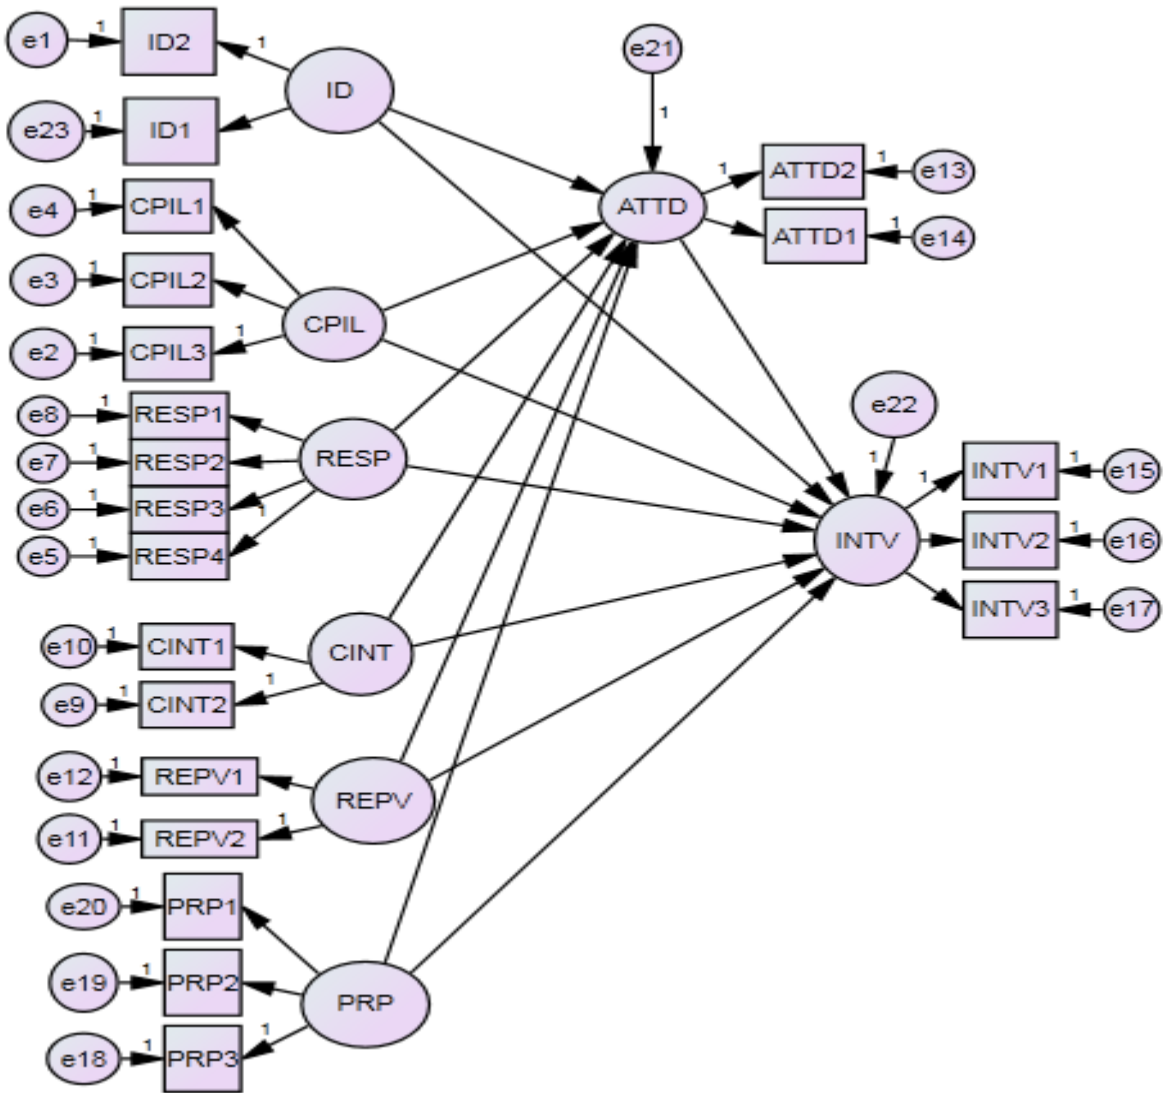 e1 1 ID2 1
e23 1 ID1
ID
e4 1 CPIL1
e3 1 CPIL2
e2 1 CPIL3 1
CPIL
e8 1 RESP1
e7 1 RESP2
e6 1 RESP3
e5 1 RESP4 1
RESP
e10 1 CINT1
e9 1 CINT2 1
CINT
e12 1 REPV1
e11 1 REPV2 1
REPV
e20 1 PRP1
e19 1 PRP2
e18 1 PRP3 1
PRP
e21
1
ATTD
1 ATTD2 1 e13
ATTD1 1 e14
e22
1
INTV
1 INTV1 1 e15
INTV2 1 e16
INTV3 1 e17